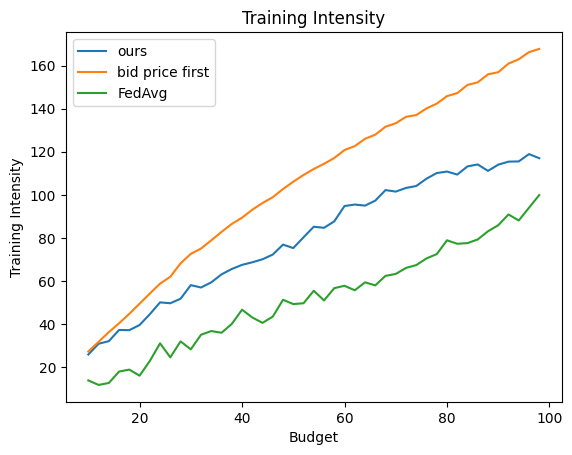 Training Intensity
ours
bid price first
FedAvg
Training Intensity
160
140
120
100
80
60
40
20
20
40
60
80
100
Budget